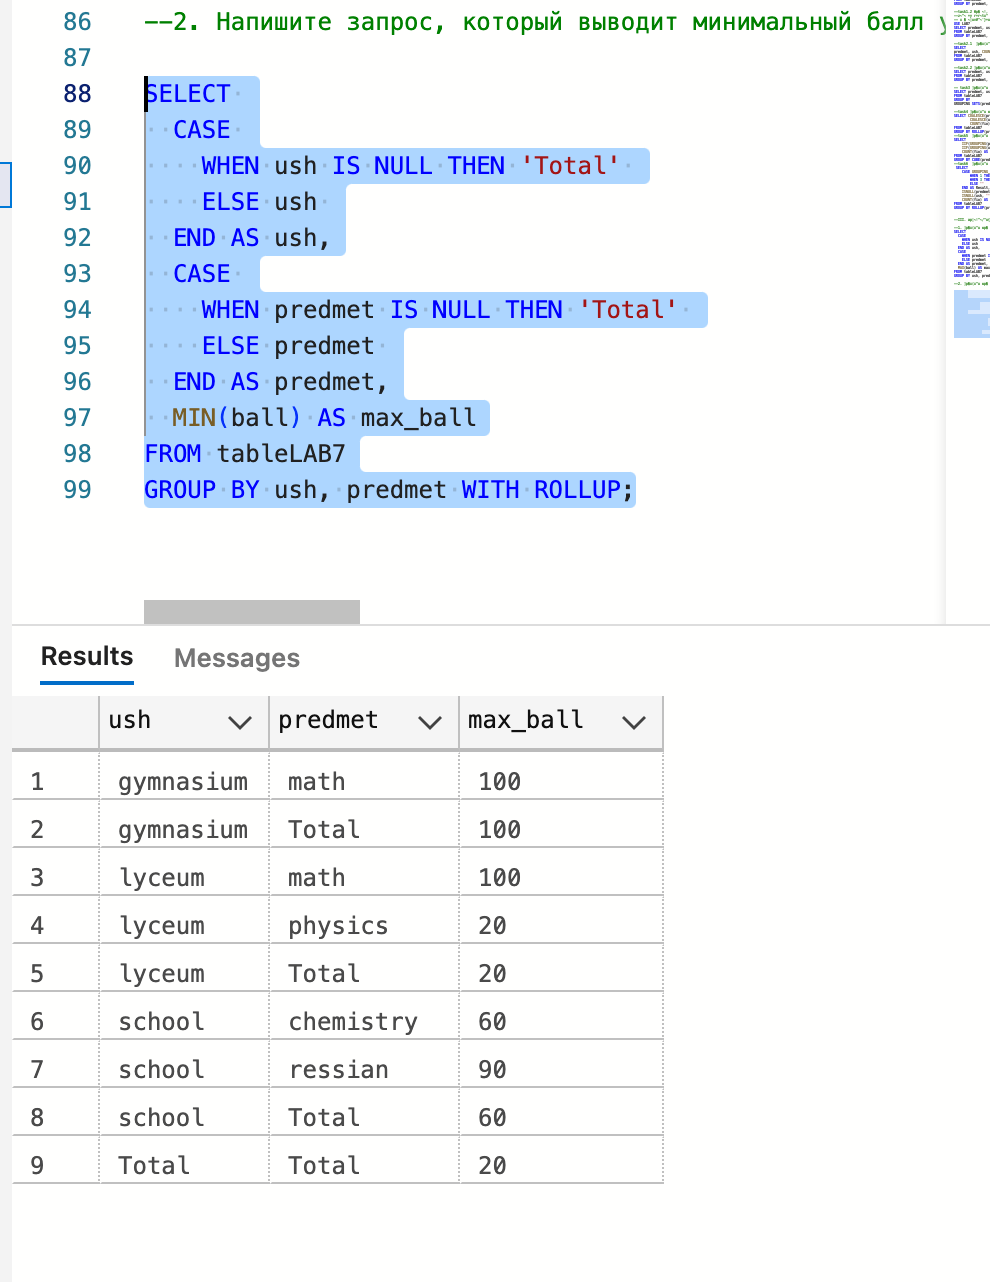 86 --2. Напишите запрос, который выводит минимальный балл у
87
88 SELECT
89 CASE
90 WHEN ush IS NULL THEN 'Total'
91 ELSE ush
92 END AS ush,
93 CASE
94 WHEN predmet IS NULL THEN 'Total'
95 ELSE predmet
96 END AS predmet,
97 MIN(ball) AS max_ball
98 FROM tableLAB7
99 GROUP BY ush, predmet WITH ROLLUP;
Results Messages
ush predmet max_ball
1 gymnasium math 100
2 gymnasium Total 100
3 lyceum math 100
4 lyceum physics 20
5 lyceum Total 20
6 school chemistry 60
7 school ressian 90
8 school Total 60
9 Total Total 20